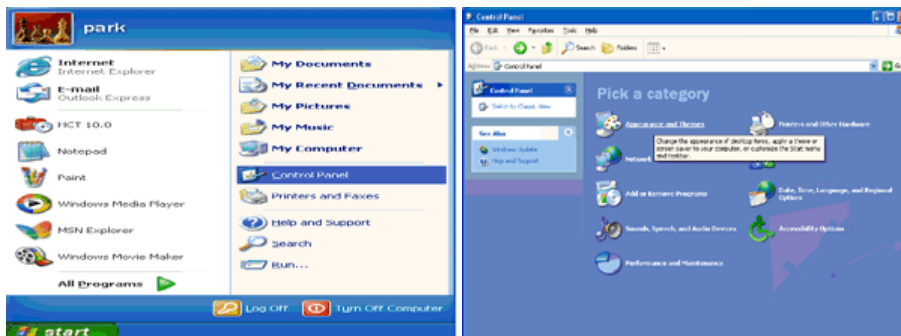 park
Internet
Internet Explorer
E-mail
Outlook Express
HCT 10.0
Notepad
Paint
Windows Media Player
MSN Explorer
Windows Movie Maker
All Programs
My Documents
My Recent Documents
My Pictures
My Music
My Computer
Control Panel
Printers and Faxes
Help and Support
Search
Run...
Log Off
Turn Off Computer
start
Control Panel
File Edit View Favorites Tools Help
Back Search Folders
Address Control Panel Go
Control Panel
Switch to Classic View
See Also
Windows Update
Help and Support
Pick a category
Appearance and Themes
Printers and Other Hardware
Change the appearance of desktop items, apply a theme or
screen saver to your computer, or customize the Start menu
and taskbar.
Network
Add or Remove Programs
Date, Time, Language, and Regional
Options
Sounds, Speech, and Audio Devices
Accessibility Options
Performance and Maintenance